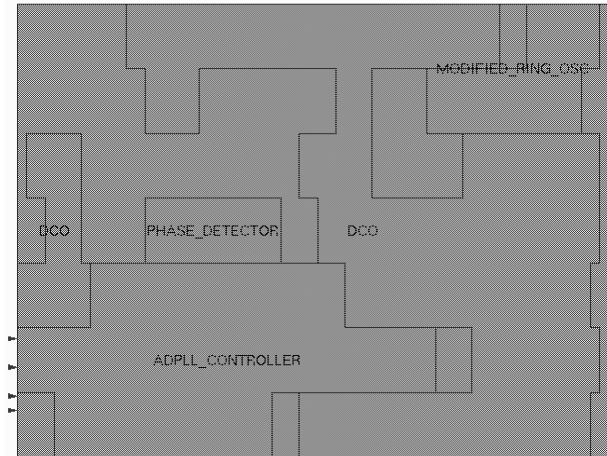 MODIFIED_RING_OSC
DCO
PHASE_DETECTOR
DCO
ADPLL_CONTROLLER